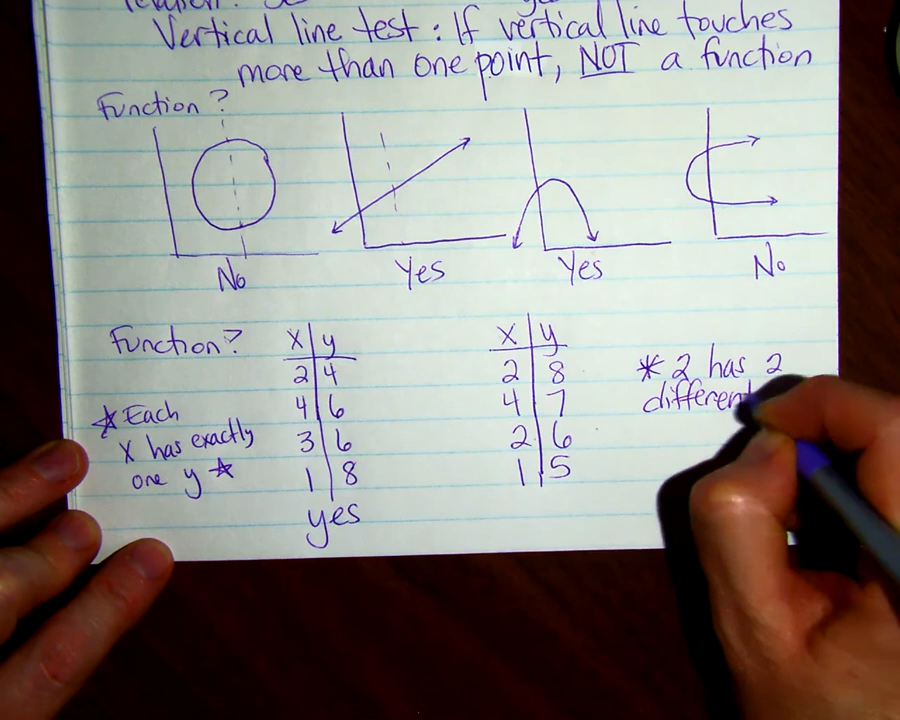 Vertical line test: If vertical line touches
more than one point, NOT a function
Function?
No Yes Yes No
Function? x y x y
2 4 2 8 * 2 has 2
4 6 4 7 different
☆ Each
x has exactly 3 6 2 6
one y ☆ 1 8 1 5
yes